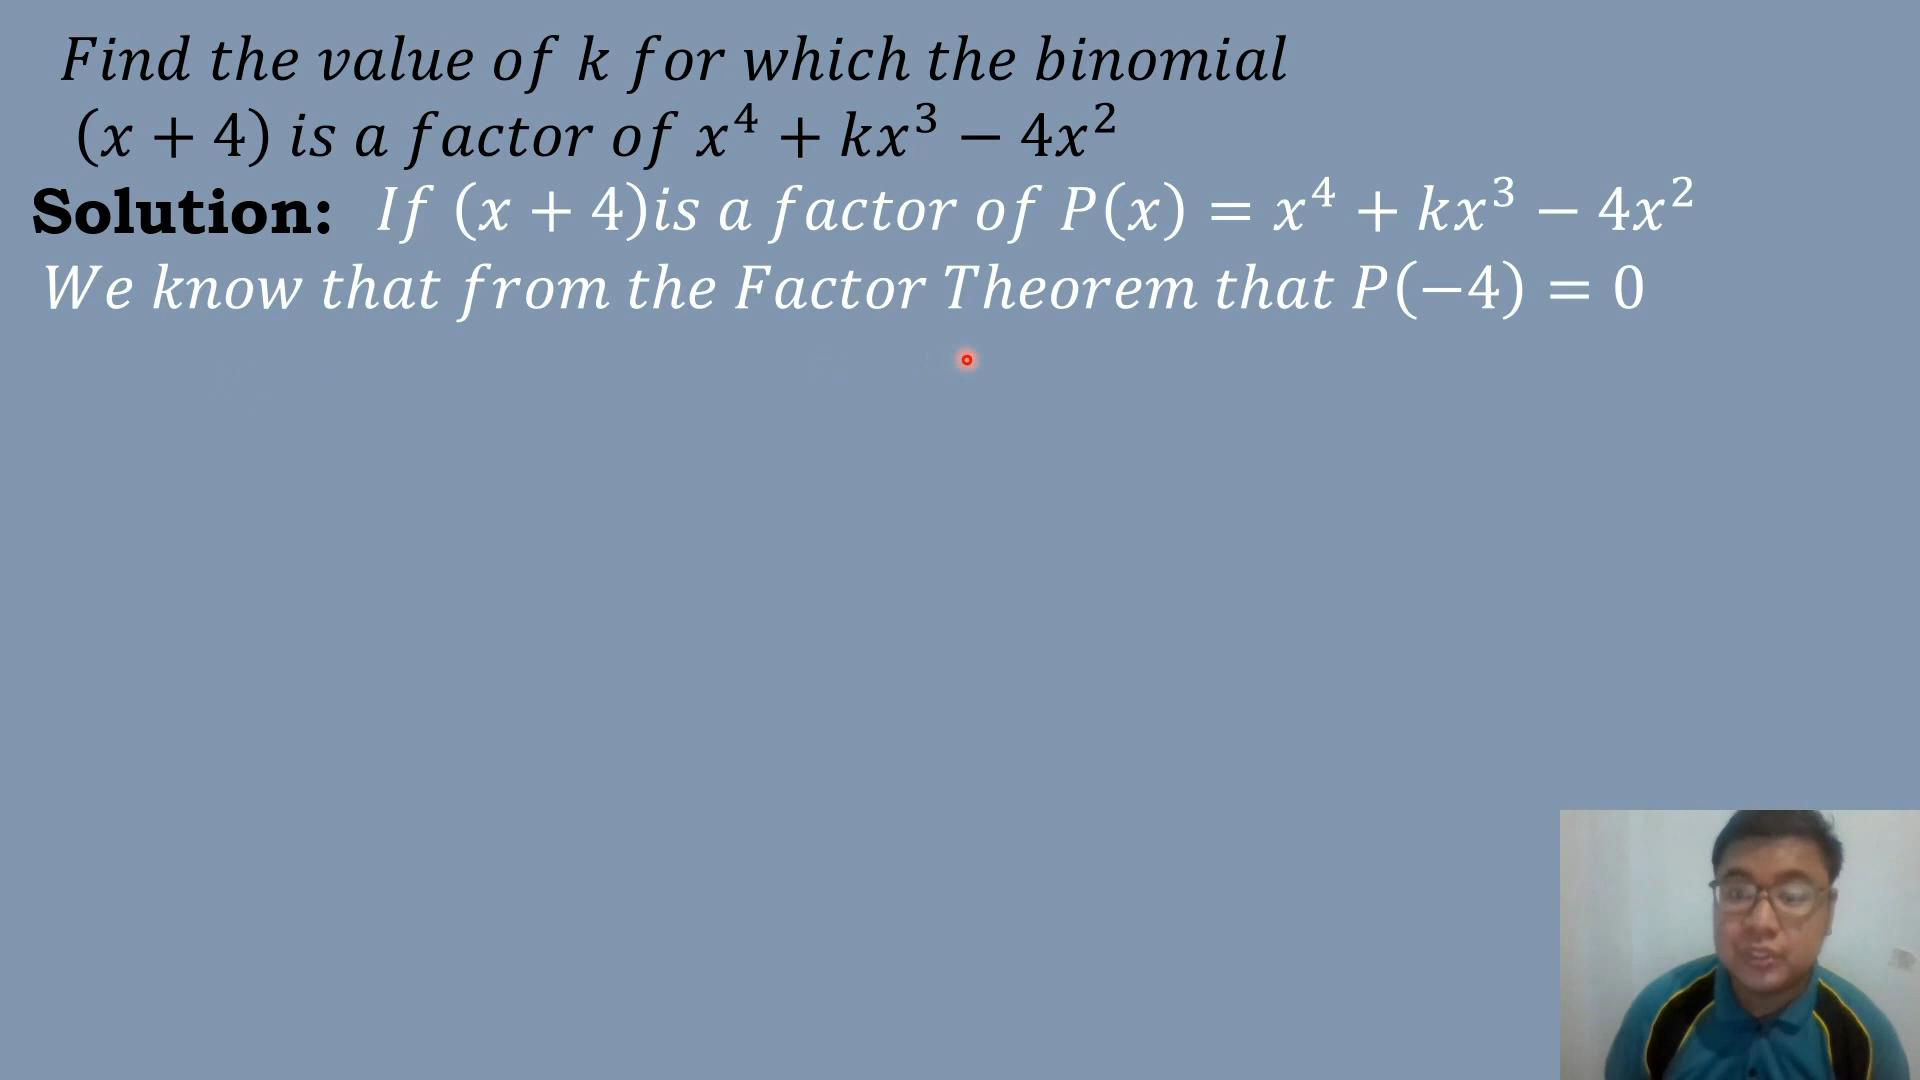 Find the value of k for which the binomial
(x + 4) is a factor of x⁴ + kx³ − 4x²
Solution: If (x + 4)is a factor of P(x) = x⁴ + kx³ − 4x²
We know that from the Factor Theorem that P(−4) = 0